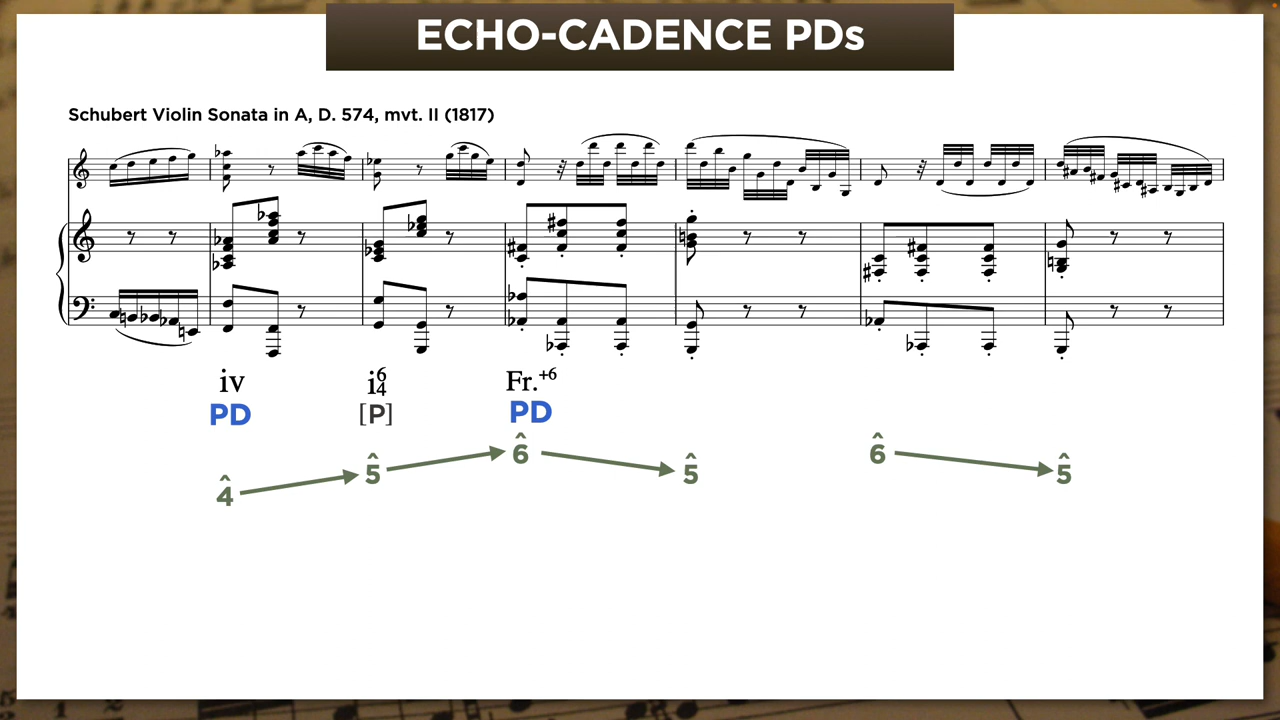 ECHO-CADENCE PDs
Schubert Violin Sonata in A, D. 574, mvt. II (1817)
iv i6/4 Fr.+6
PD [P] PD
^4 ^5 ^6 ^5 ^6 ^5